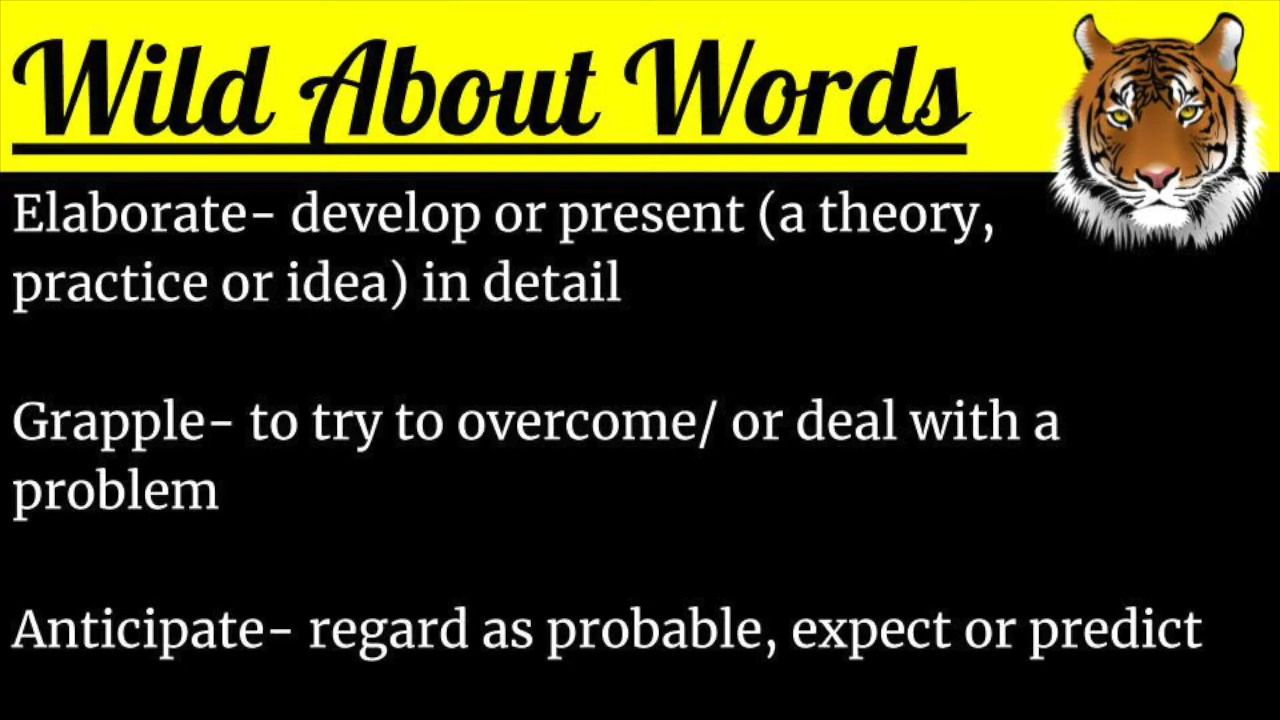 Wild About Words
Elaborate- develop or present (a theory,
practice or idea) in detail
Grapple- to try to overcome/ or deal with a
problem
Anticipate- regard as probable, expect or predict